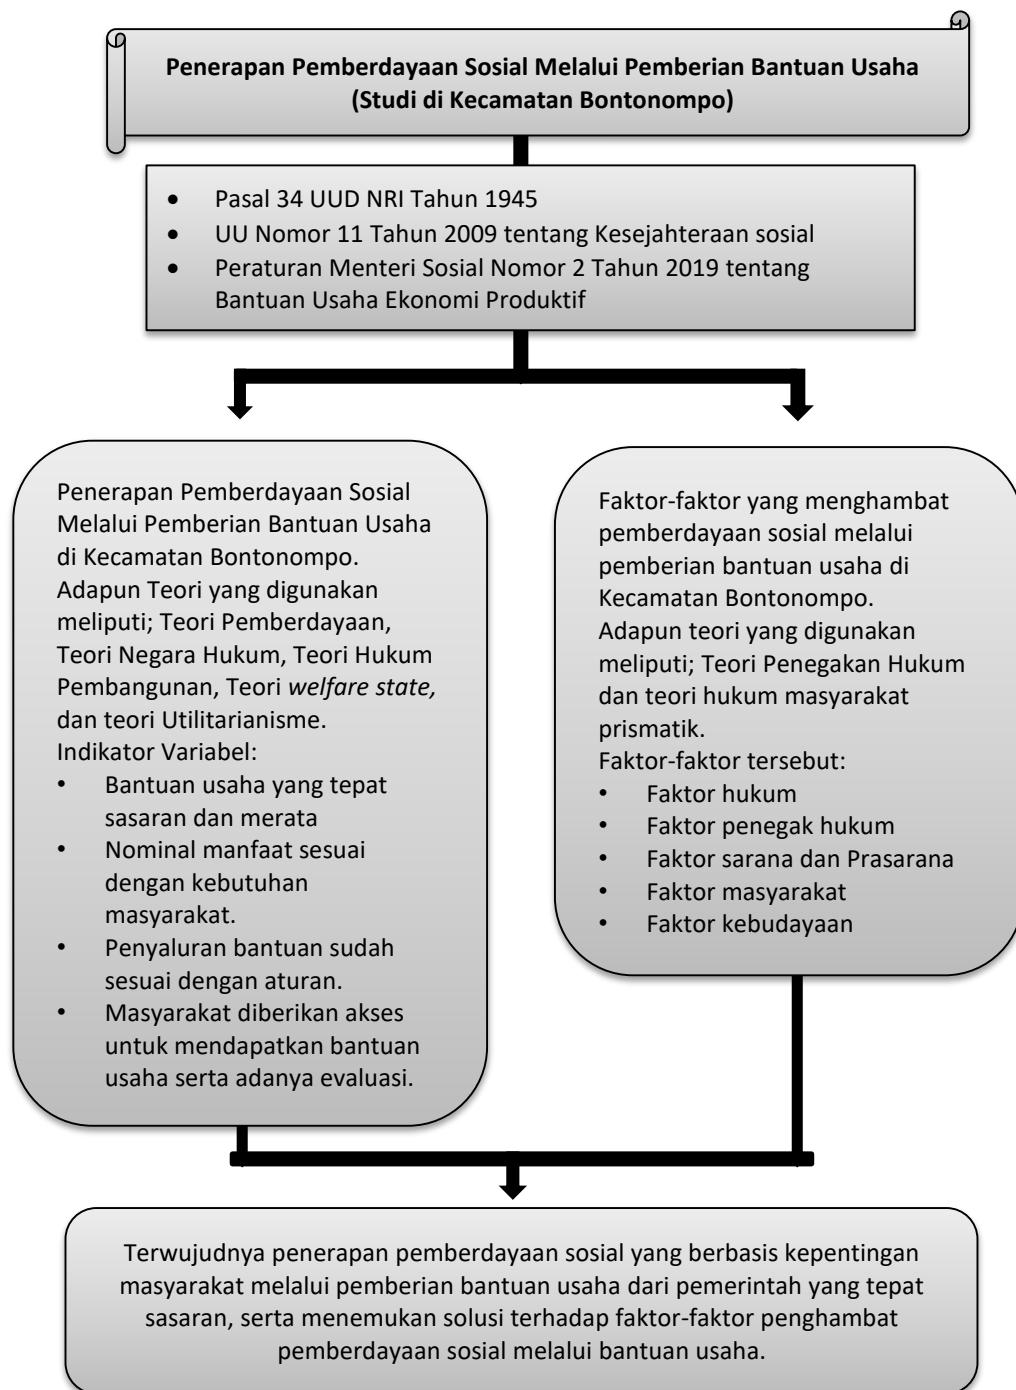 Penerapan Pemberdayaan Sosial Melalui Pemberian Bantuan Usaha
(Studi di Kecamatan Bontonompo)
• Pasal 34 UUD NRI Tahun 1945
• UU Nomor 11 Tahun 2009 tentang Kesejahteraan sosial
• Peraturan Menteri Sosial Nomor 2 Tahun 2019 tentang
Bantuan Usaha Ekonomi Produktif
Penerapan Pemberdayaan Sosial
Melalui Pemberian Bantuan Usaha
di Kecamatan Bontonompo.
Adapun Teori yang digunakan
meliputi; Teori Pemberdayaan,
Teori Negara Hukum, Teori Hukum
Pembangunan, Teori welfare state,
dan teori Utilitarianisme.
Indikator Variabel:
• Bantuan usaha yang tepat
sasaran dan merata
• Nominal manfaat sesuai
dengan kebutuhan
masyarakat.
• Penyaluran bantuan sudah
sesuai dengan aturan.
• Masyarakat diberikan akses
untuk mendapatkan bantuan
usaha serta adanya evaluasi.
Faktor-faktor yang menghambat
pemberdayaan sosial melalui
pemberian bantuan usaha di
Kecamatan Bontonompo.
Adapun teori yang digunakan
meliputi; Teori Penegakan Hukum
dan teori hukum masyarakat
prismatik.
Faktor-faktor tersebut:
• Faktor hukum
• Faktor penegak hukum
• Faktor sarana dan Prasarana
• Faktor masyarakat
• Faktor kebudayaan
Terwujudnya penerapan pemberdayaan sosial yang berbasis kepentingan
masyarakat melalui pemberian bantuan usaha dari pemerintah yang tepat
sasaran, serta menemukan solusi terhadap faktor-faktor penghambat
pemberdayaan sosial melalui bantuan usaha.